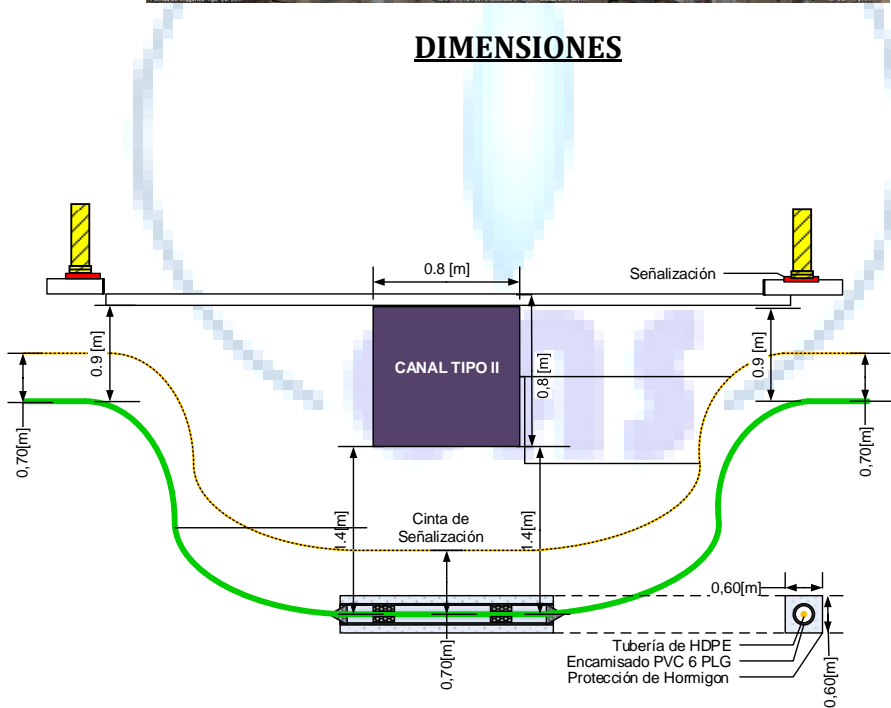 DIMENSIONES
0.8 [m]
Señalización
0.9 [m]
CANAL TIPO II
0,8[m]
0.9 [m]
0,70[m]
0,70[m]
1.4[m]
Cinta de
Señalización
1.4[m]
0,60[m]
Tubería de HDPE
Encamisado PVC 6 PLG
Protección de Hormigon
0,70[m]
0,60[m]